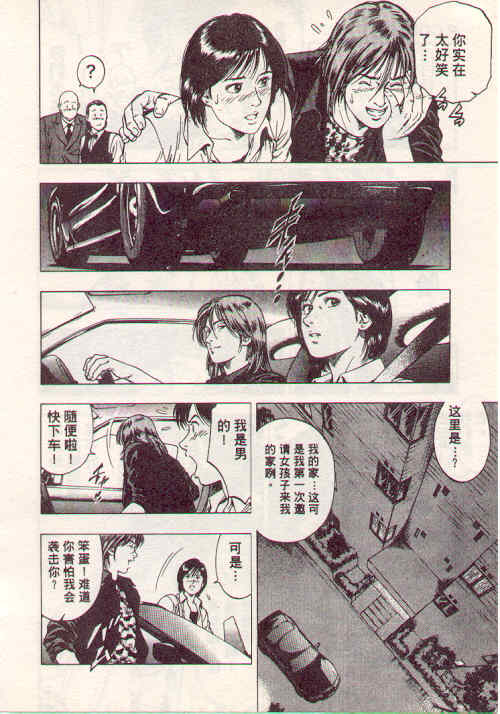 你实在
太好笑
了…
?
这里
是…?
我的家…这可
是我第一次邀
请女孩子来我
的家咧。
我是男
的!
隨便啦!
快下车!
可是…
笨蛋!难道
你害怕我会
袭击你?